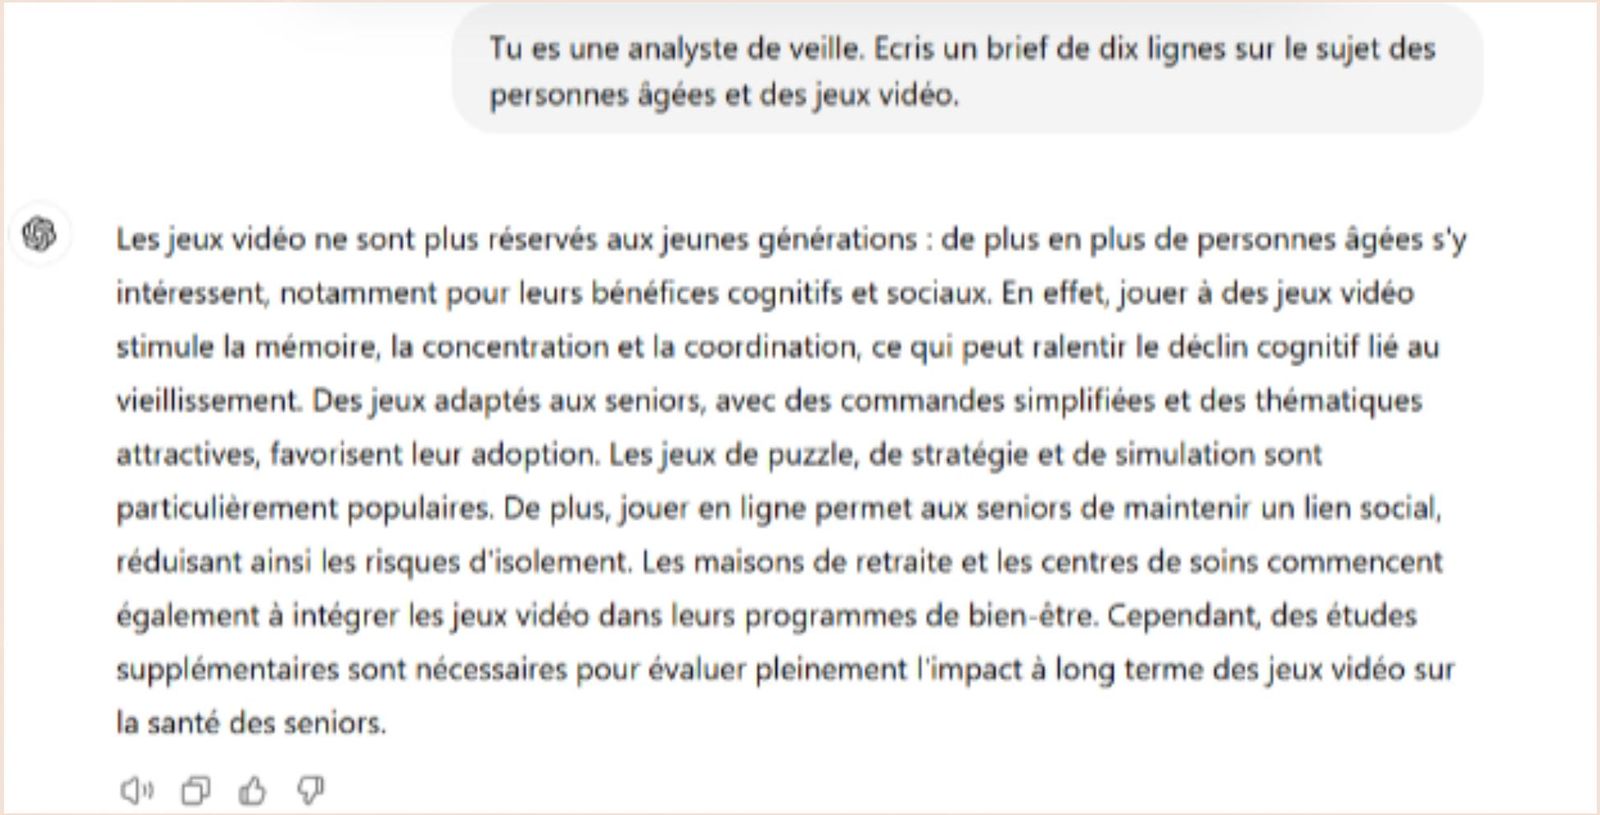 Tu es une analyste de veille. Ecris un brief de dix lignes sur le sujet des
personnes âgées et des jeux vidéo.
Les jeux vidéo ne sont plus réservés aux jeunes générations : de plus en plus de personnes âgées s'y
intéressent, notamment pour leurs bénéfices cognitifs et sociaux. En effet, jouer à des jeux vidéo
stimule la mémoire, la concentration et la coordination, ce qui peut ralentir le déclin cognitif lié au
vieillissement. Des jeux adaptés aux seniors, avec des commandes simplifiées et des thématiques
attractives, favorisent leur adoption. Les jeux de puzzle, de stratégie et de simulation sont
particulièrement populaires. De plus, jouer en ligne permet aux seniors de maintenir un lien social,
réduisant ainsi les risques d'isolement. Les maisons de retraite et les centres de soins commencent
également à intégrer les jeux vidéo dans leurs programmes de bien-être. Cependant, des études
supplémentaires sont nécessaires pour évaluer pleinement l'impact à long terme des jeux vidéo sur
la santé des seniors.